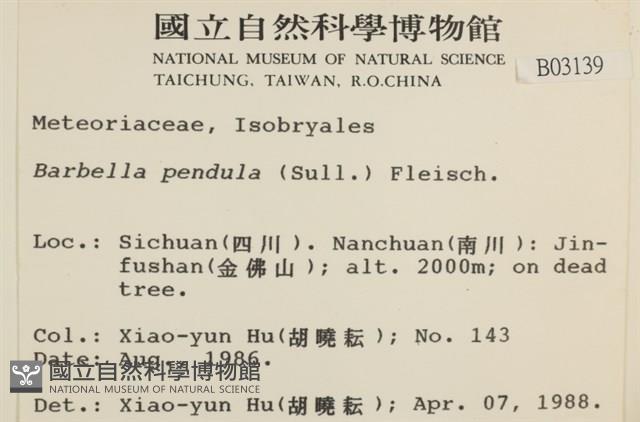 國立自然科學博物館
NATIONAL MUSEUM OF NATURAL SCIENCE
TAICHUNG, TAIWAN, R.O.CHINA
B03139
Meteoriaceae, Isobryales
Barbella pendula (Sull.) Fleisch.
Loc.: Sichuan(四川). Nanchuan(南川): Jin-
fushan(金佛山); alt. 2000m; on dead
tree.
Col.: Xiao-yun Hu(胡曉耘); No. 143
Date: Aug., 1986.
國立自然科學博物館
NATIONAL MUSEUM OF NATURAL SCIENCE
Det.: Xiao-yun Hu(胡曉耘); Apr. 07, 1988.